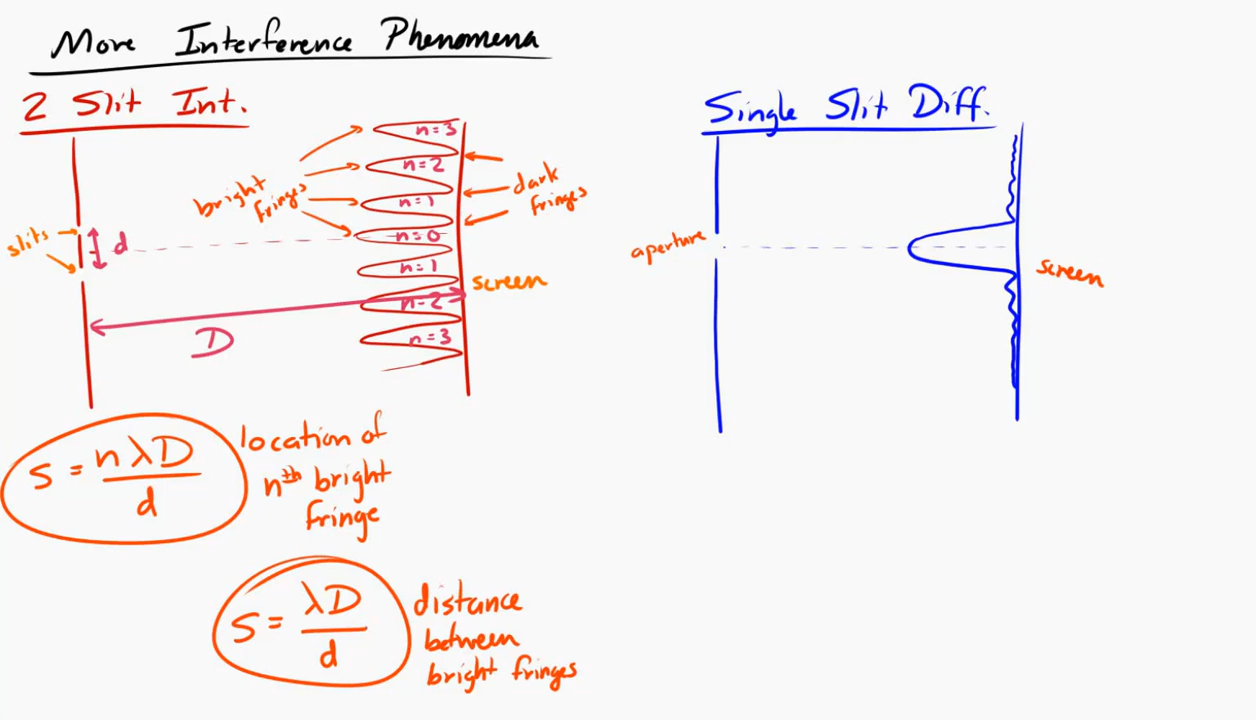 More Interference Phenomena
2 Slit Int.
n=3
n=2
n=1
n=0
n=1
n=2
n=3
bright
fringes
dark
fringes
slits
d
screen
D
S = nλD
d
location of
nth bright
fringe
S = λD
d
distance
between
bright fringes
Single Slit Diff.
aperture
screen